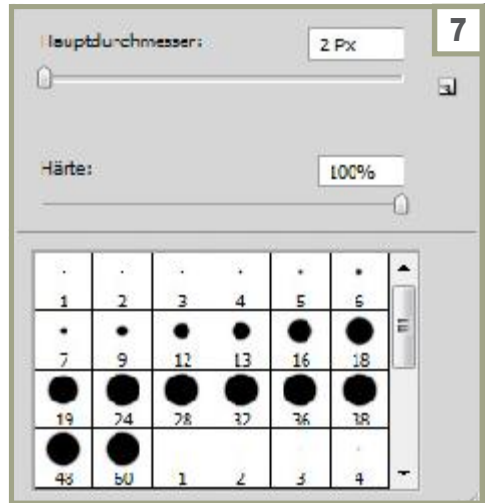 7
Hauptdurchmesser: 2 Px
Härte: 100%
1 2 3 4 5 6
7 9 12 13 16 18
19 24 28 32 36 38
48 60 1 2 3 4